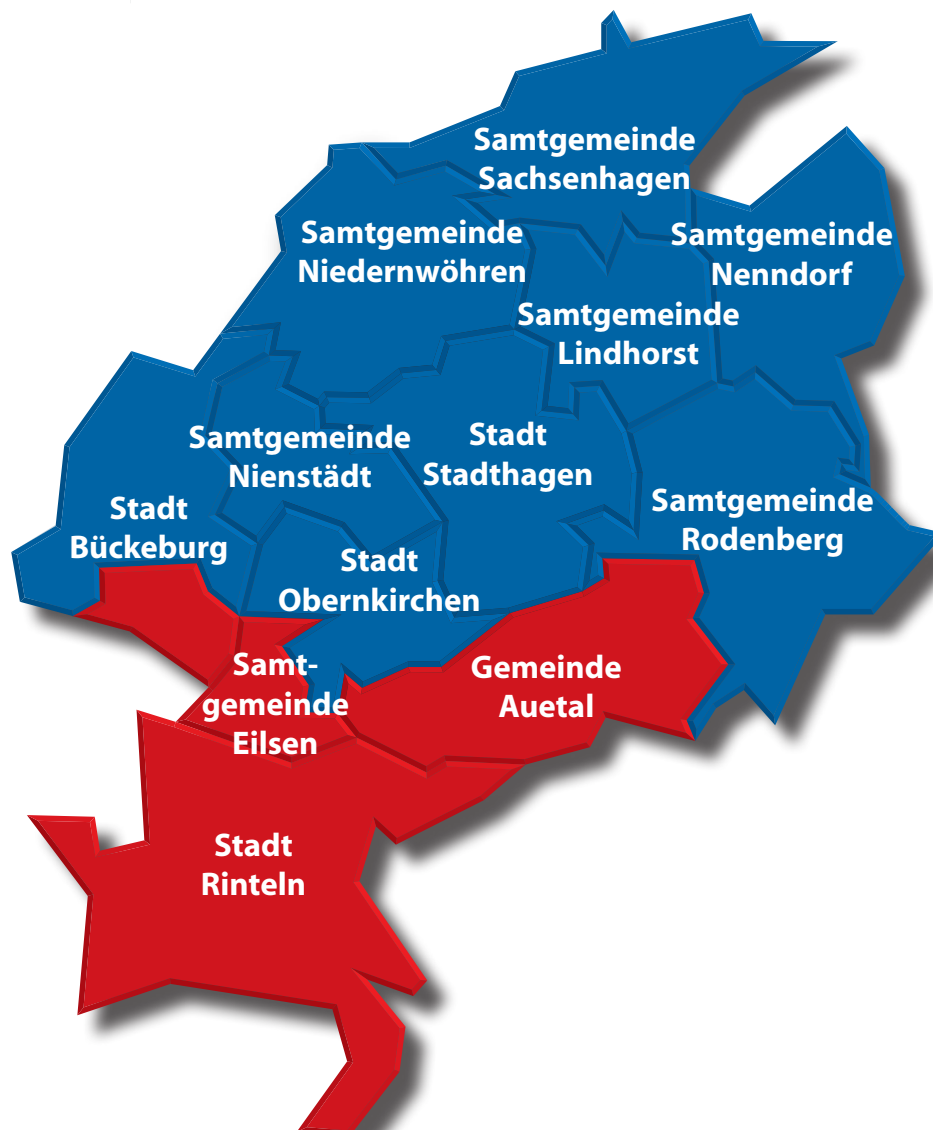 Samtgemeinde
Sachsenhagen
Samtgemeinde
Niedernwöhren
Samtgemeinde
Nenndorf
Samtgemeinde
Lindhorst
Samtgemeinde
Nienstädt
Stadt
Stadthagen
Stadt
Bückeburg
Samtgemeinde
Rodenberg
Stadt
Obernkirchen
Samt-
gemeinde
Eilsen
Gemeinde
Auetal
Stadt
Rinteln